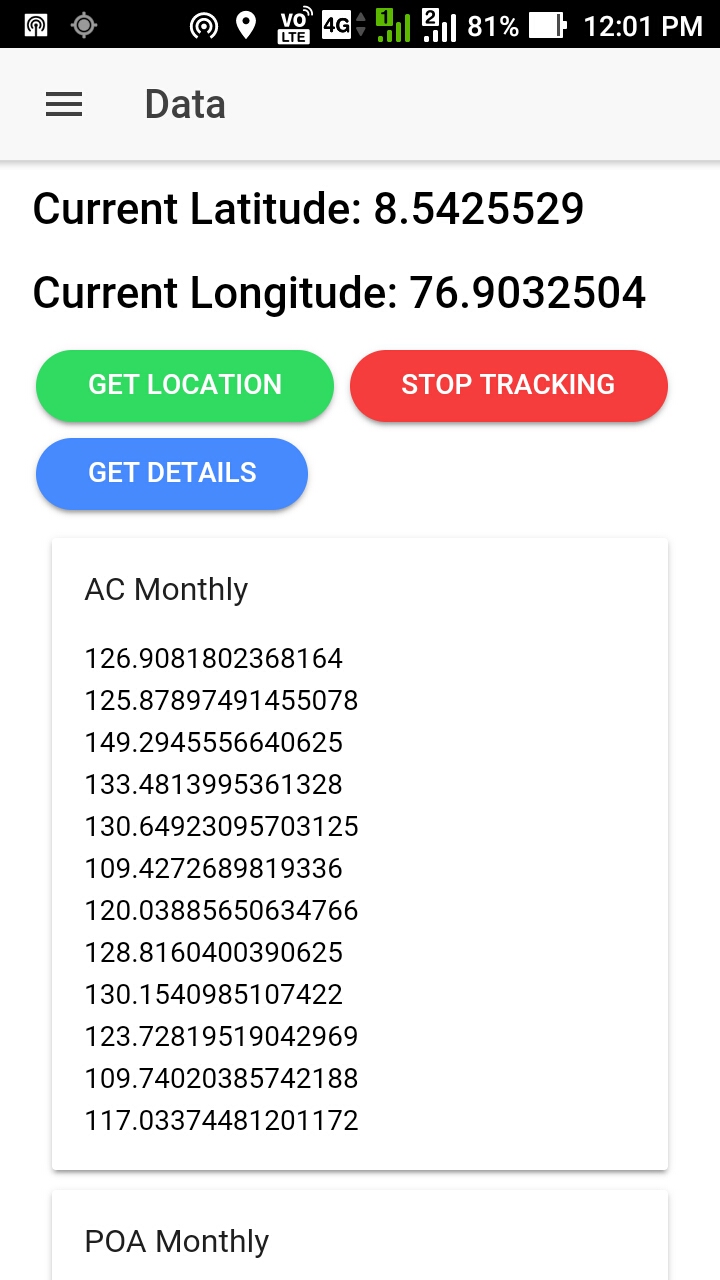 VO LTE 4G 1 2 81% 12:01 PM
Data
Current Latitude: 8.5425529
Current Longitude: 76.9032504
GET LOCATION STOP TRACKING
GET DETAILS
AC Monthly
126.9081802368164
125.87897491455078
149.2945556640625
133.4813995361328
130.64923095703125
109.4272689819336
120.03885650634766
128.8160400390625
130.1540985107422
123.72819519042969
109.74020385742188
117.03374481201172
POA Monthly